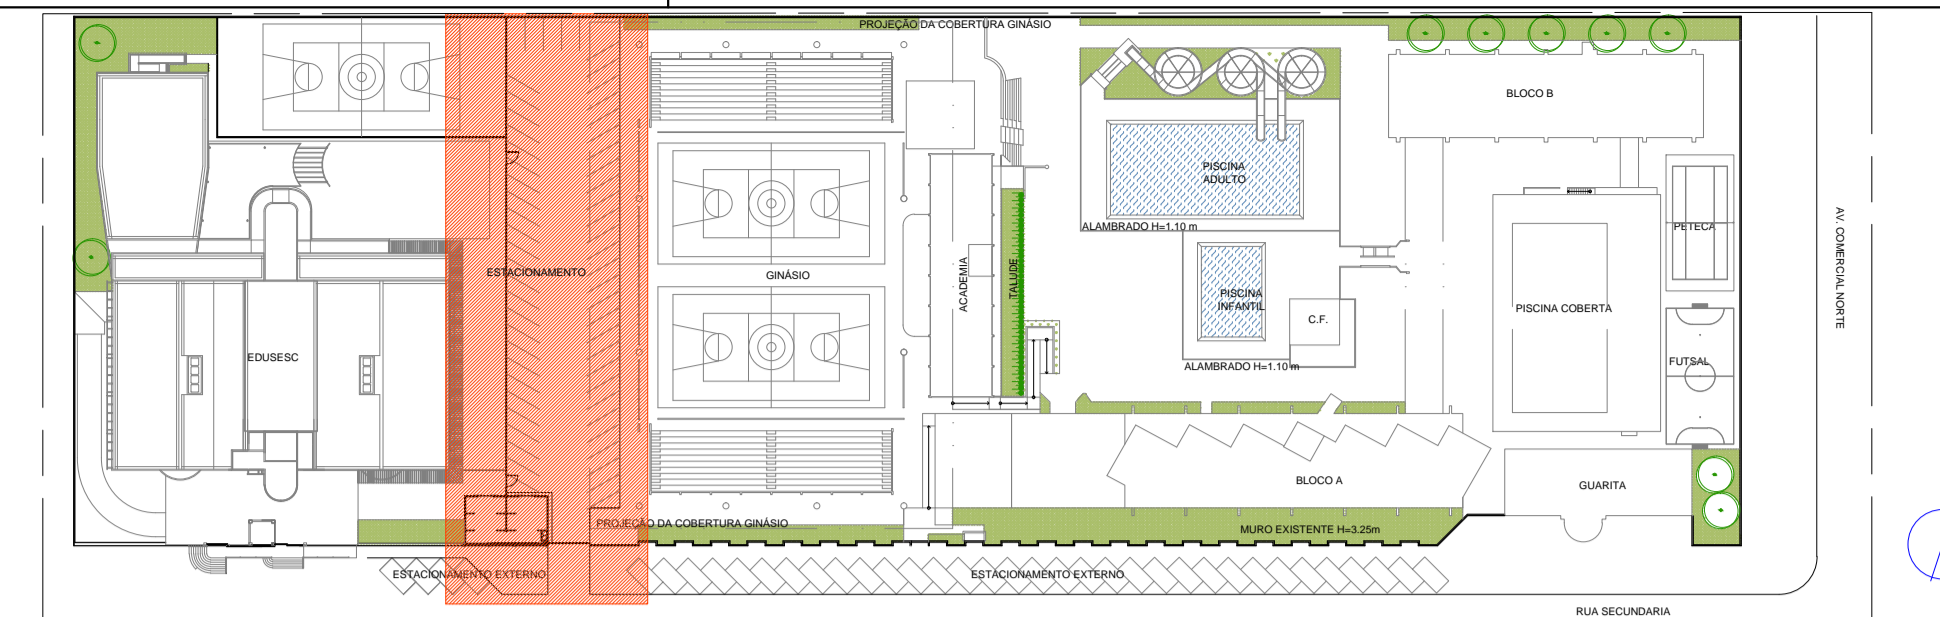 PROJEÇÃO DA COBERTURA GINÁSIO
BLOCO B
PISCINA
ADULTO
ALAMBRADO H=1.10 m
PETECA
AV. COMERCIAL NORTE
ESTACIONAMENTO
GINÁSIO
ACADEMIA
TALUDE
PISCINA
INFANTIL
C.F.
PISCINA COBERTA
EDUSESC
ALAMBRADO H=1.10 m
FUTSAL
BLOCO A
GUARITA
PROJEÇÃO DA COBERTURA GINÁSIO
MURO EXISTENTE H=3.25m
ESTACIONAMENTO EXTERNO
ESTACIONAMENTO EXTERNO
RUA SECUNDARIA